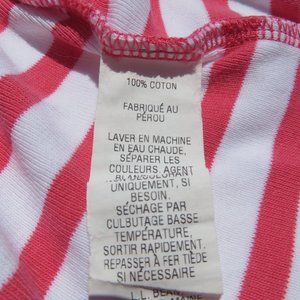 100% COTON
FABRIQUÉ AU
PÉROU
LAVER EN MACHINE
EN EAU CHAUDE,
SÉPARER LES
COULEURS. AGENT
UNIQUEMENT, SI
BESOIN.
SÉCHAGE PAR
CULBUTAGE BASSE
TEMPÉRATURE,
SORTIR RAPIDEMENT.
REPASSER À FER TIÈDE
SI NÉCESSAIRE
L.L. BEAN